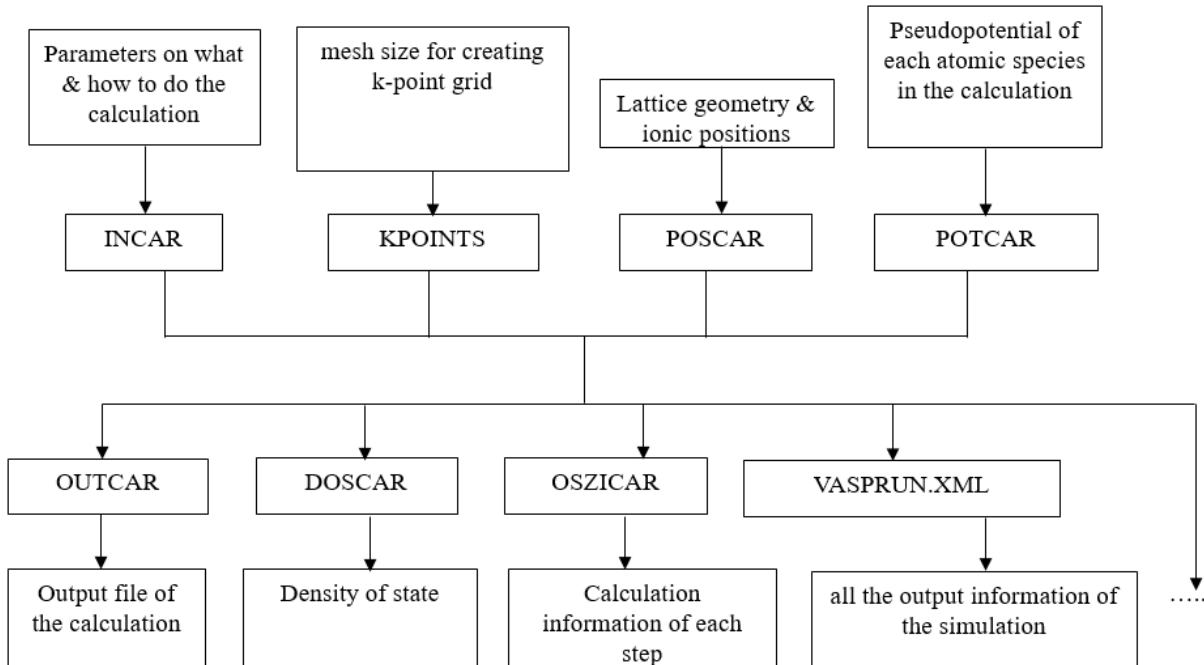 Parameters on what
& how to do the
calculation
mesh size for creating
k-point grid
Lattice geometry &
ionic positions
Pseudopotential of
each atomic species
in the calculation
INCAR
KPOINTS
POSCAR
POTCAR
OUTCAR
DOSCAR
OSZICAR
VASPRUN.XML
Output file of
the calculation
Density of state
Calculation
information of each
step
all the output information of
the simulation
…..